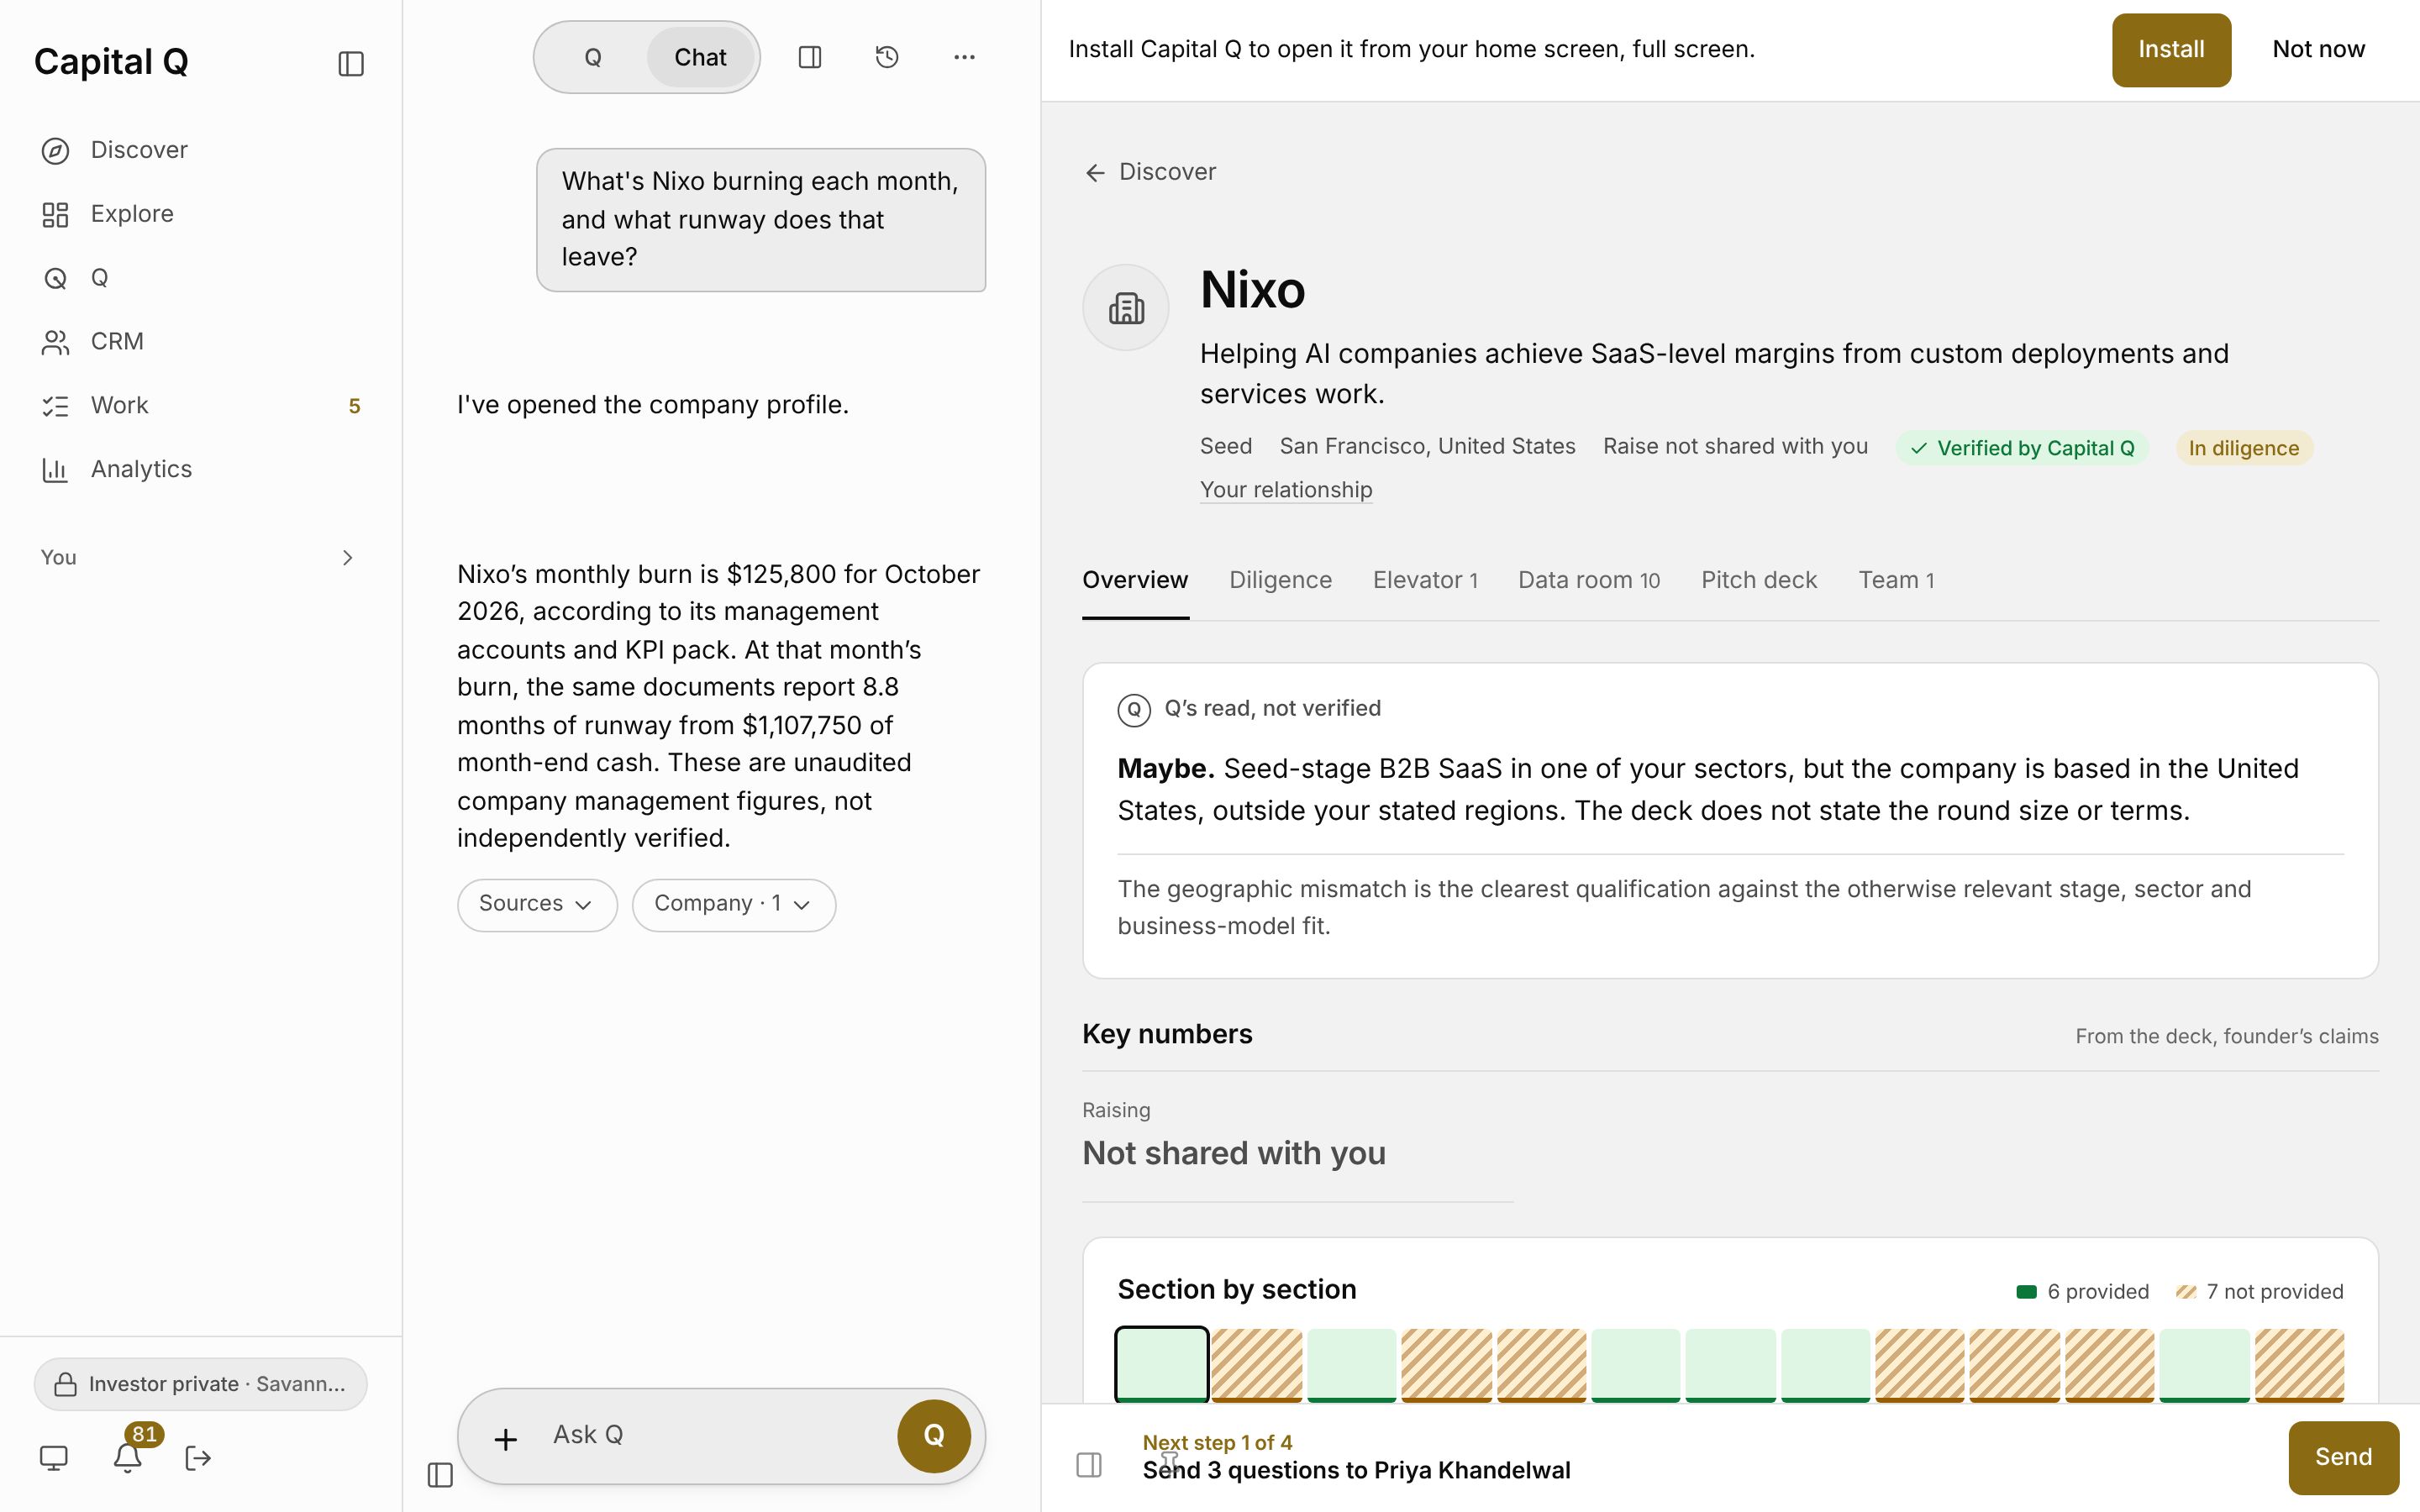 Capital Q
Discover
Explore
Q
CRM
Work 5
Analytics
You
Investor private · Savann...
81
Q Chat
What's Nixo burning each month,
and what runway does that
leave?
I've opened the company profile.
Nixo’s monthly burn is $125,800 for October
2026, according to its management
accounts and KPI pack. At that month’s
burn, the same documents report 8.8
months of runway from $1,107,750 of
month-end cash. These are unaudited
company management figures, not
independently verified.
Sources Company · 1
Ask Q Q
Install Capital Q to open it from your home screen, full screen. Install Not now
Discover
Nixo
Helping AI companies achieve SaaS-level margins from custom deployments and
services work.
Seed San Francisco, United States Raise not shared with you Verified by Capital Q In diligence
Your relationship
Overview Diligence Elevator 1 Data room 10 Pitch deck Team 1
Q Q’s read, not verified
Maybe. Seed-stage B2B SaaS in one of your sectors, but the company is based in the United
States, outside your stated regions. The deck does not state the round size or terms.
The geographic mismatch is the clearest qualification against the otherwise relevant stage, sector and
business-model fit.
Key numbers From the deck, founder’s claims
Raising
Not shared with you
Section by section 6 provided 7 not provided
Next step 1 of 4
Send 3 questions to Priya Khandelwal
Send